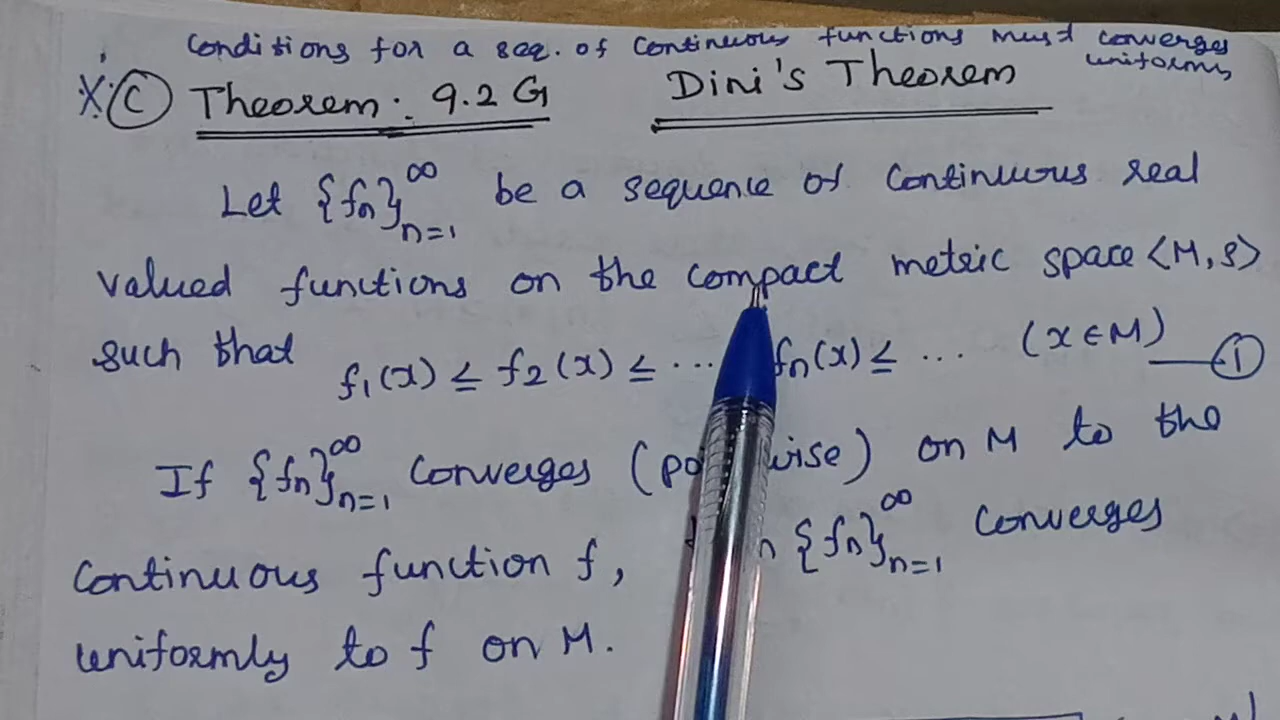 Conditions for a seq. of Continuous functions must converges
uniformly
X: (C) Theorem: 9.2 G Dini's Theorem
Let {fn}∞n=1 be a sequence of Continuous real
valued functions on the compact metric space <M, ρ>
such that f1(x) ≤ f2(x) ≤ ... fn(x) ≤ ... (x ∈ M) — ①
If {fn}∞n=1 Converges ( wise) on M to the
Continuous function f, {fn}∞n=1 Converges
uniformly to f on M.